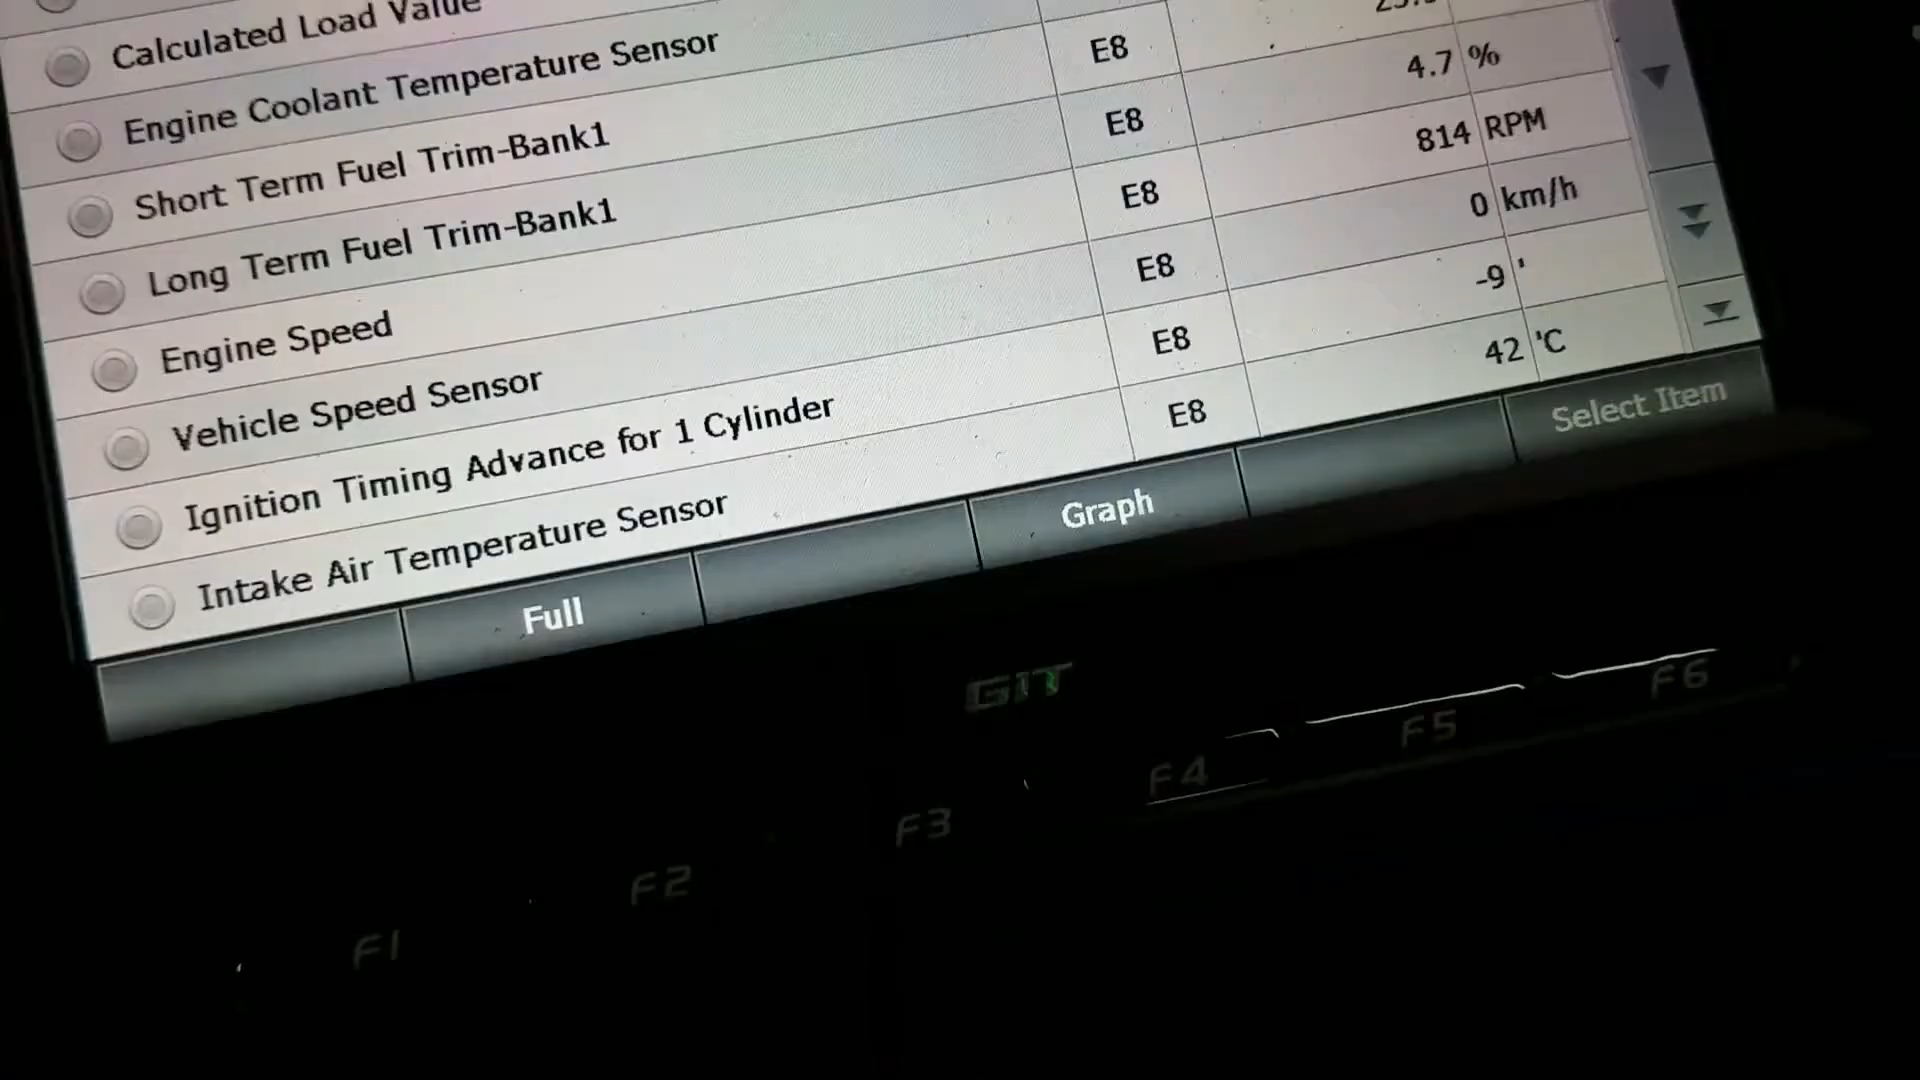 Calculated Load Value
Engine Coolant Temperature Sensor
Short Term Fuel Trim-Bank1 E8
Long Term Fuel Trim-Bank1 E8 4.7 %
Engine Speed E8 814 RPM
Vehicle Speed Sensor E8 0 km/h
Ignition Timing Advance for 1 Cylinder E8 -9 '
Intake Air Temperature Sensor E8 42 'C
Full Graph Select Item
GIT
F1 F2 F3 F4 F5 F6